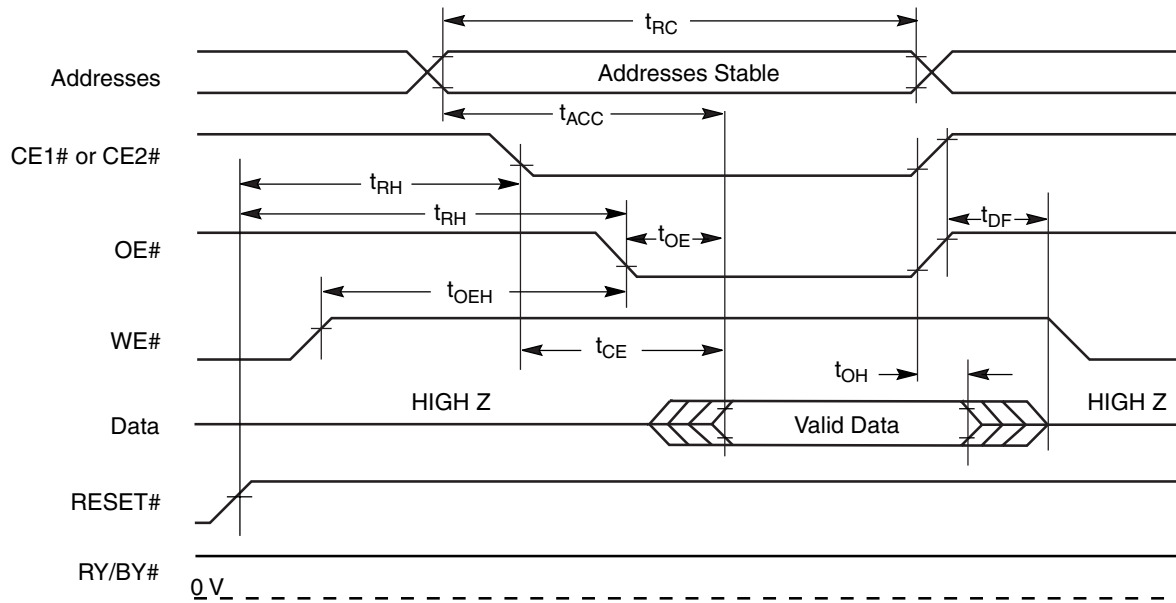 tRC
Addresses
Addresses Stable
tACC
CE1# or CE2#
tRH
tRH
tDF
OE#
tOE
tOEH
WE#
tCE
tOH
HIGH Z
HIGH Z
Data
Valid Data
RESET#
RY/BY#
0 V